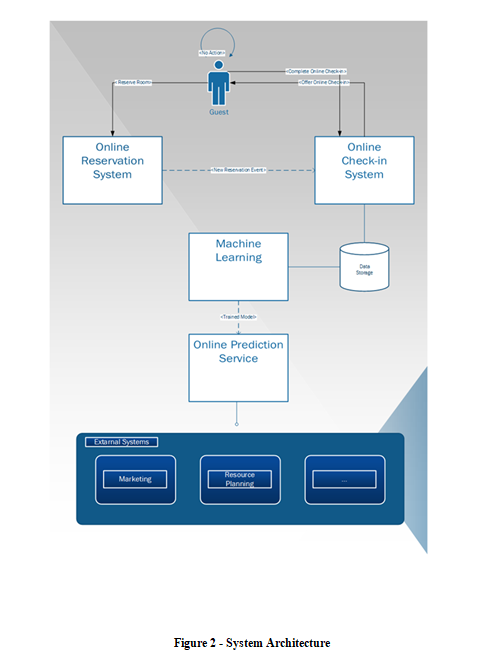 <No Action>
<Complete Online Check-in>
<Reserve Room>
<Offer Online Check-in>
Guest
Online
Reservation
System
<New Reservation Event>
Online
Check-in
System
Machine
Learning
Data
Storage
<Trained Model>
Online Prediction
Service
Extarnal Systems
Marketing
Resource
Planning
...
Figure 2 - System Architecture